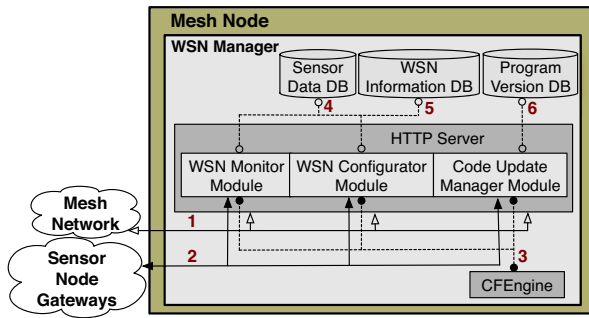 Mesh Node
WSN Manager
Sensor
Data DB
WSN
Information DB
Program
Version DB
4
5
6
HTTP Server
WSN Monitor
Module
WSN Configurator
Module
Code Update
Manager Module
Mesh
Network
1
Sensor
Node
Gateways
2
3
CFEngine